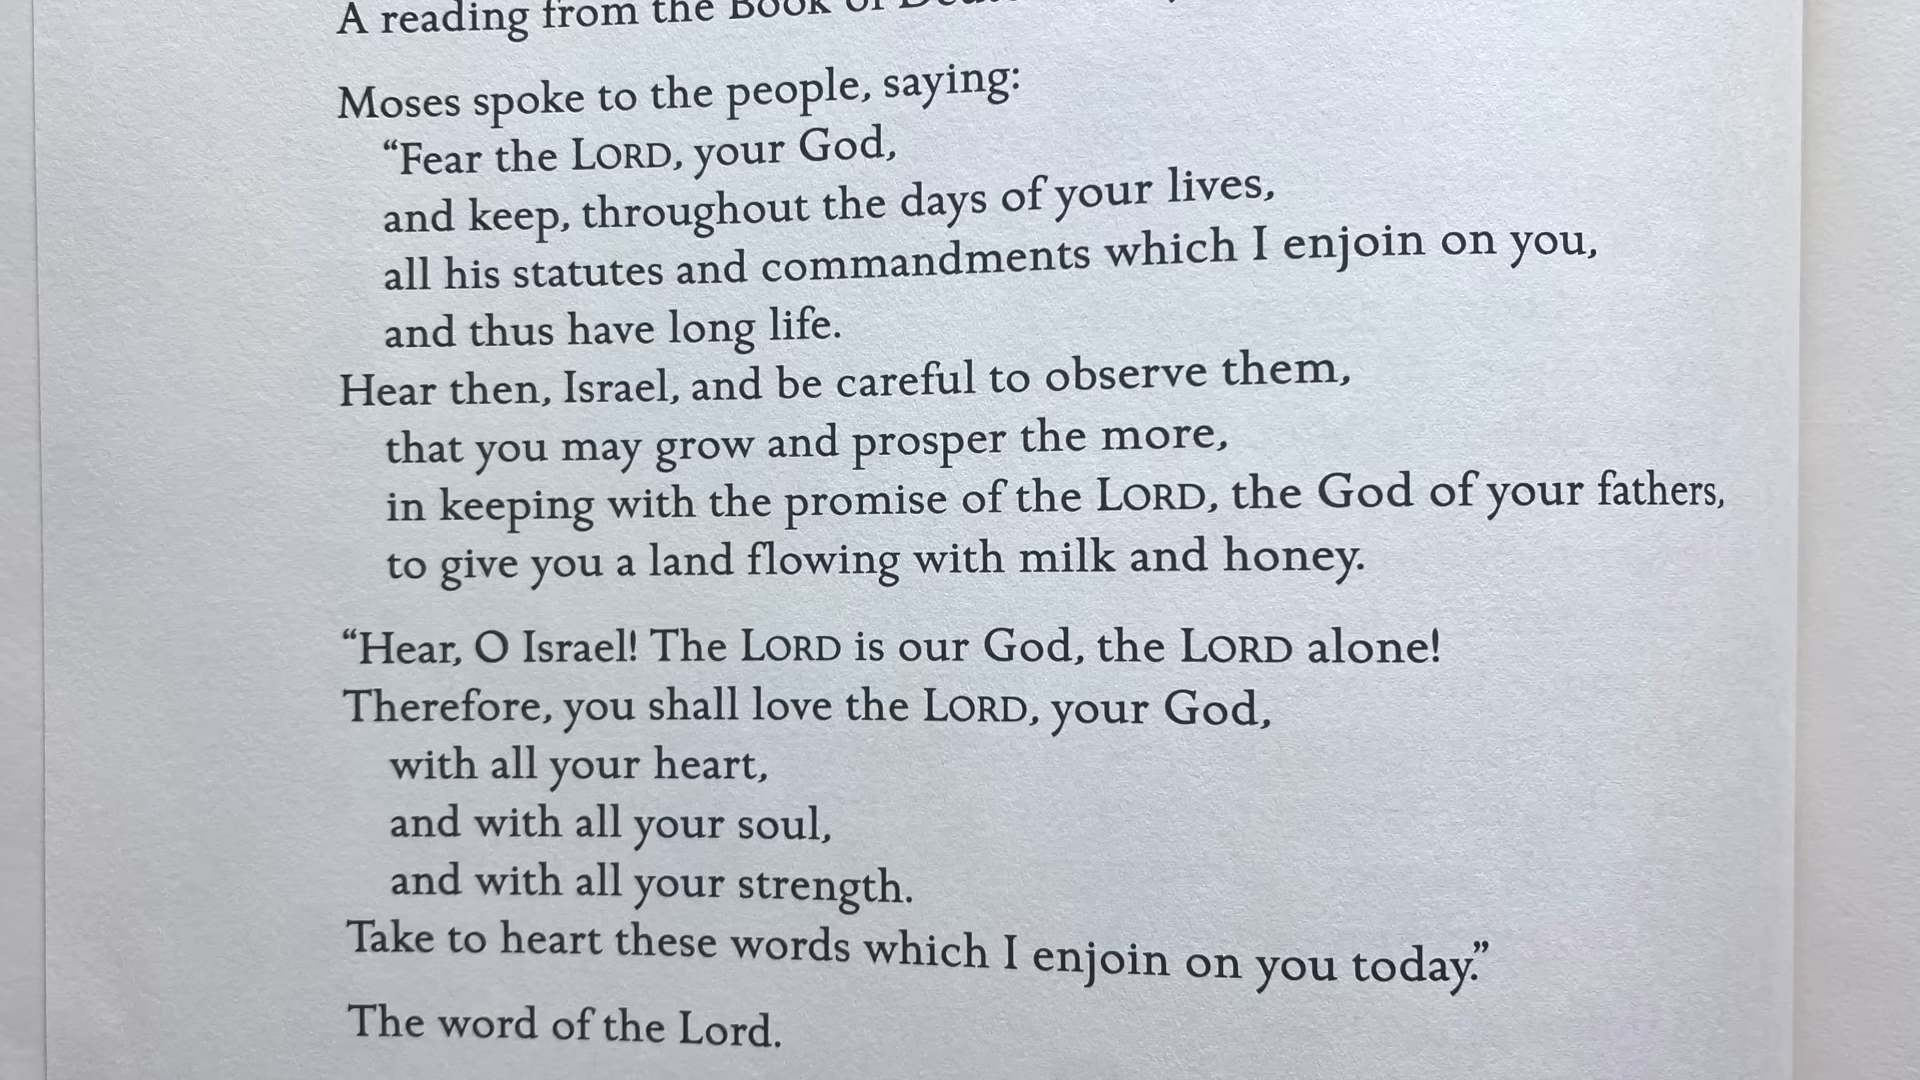 A reading from the Book of
Moses spoke to the people, saying:
“Fear the LORD, your God,
and keep, throughout the days of your lives,
all his statutes and commandments which I enjoin on you,
and thus have long life.
Hear then, Israel, and be careful to observe them,
that you may grow and prosper the more,
in keeping with the promise of the LORD, the God of your fathers,
to give you a land flowing with milk and honey.
“Hear, O Israel! The LORD is our God, the LORD alone!
Therefore, you shall love the LORD, your God,
with all your heart,
and with all your soul,
and with all your strength.
Take to heart these words which I enjoin on you today.”
The word of the Lord.